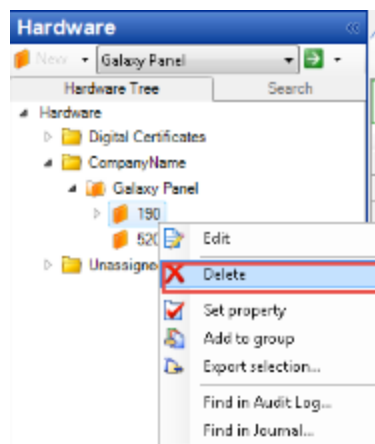 Hardware
New Galaxy Panel
Hardware Tree Search
Hardware
Digital Certificates
CompanyName
Galaxy Panel
190
520
Unassigne
Edit
Delete
Set property
Add to group
Export selection...
Find in Audit Log...
Find in Journal...